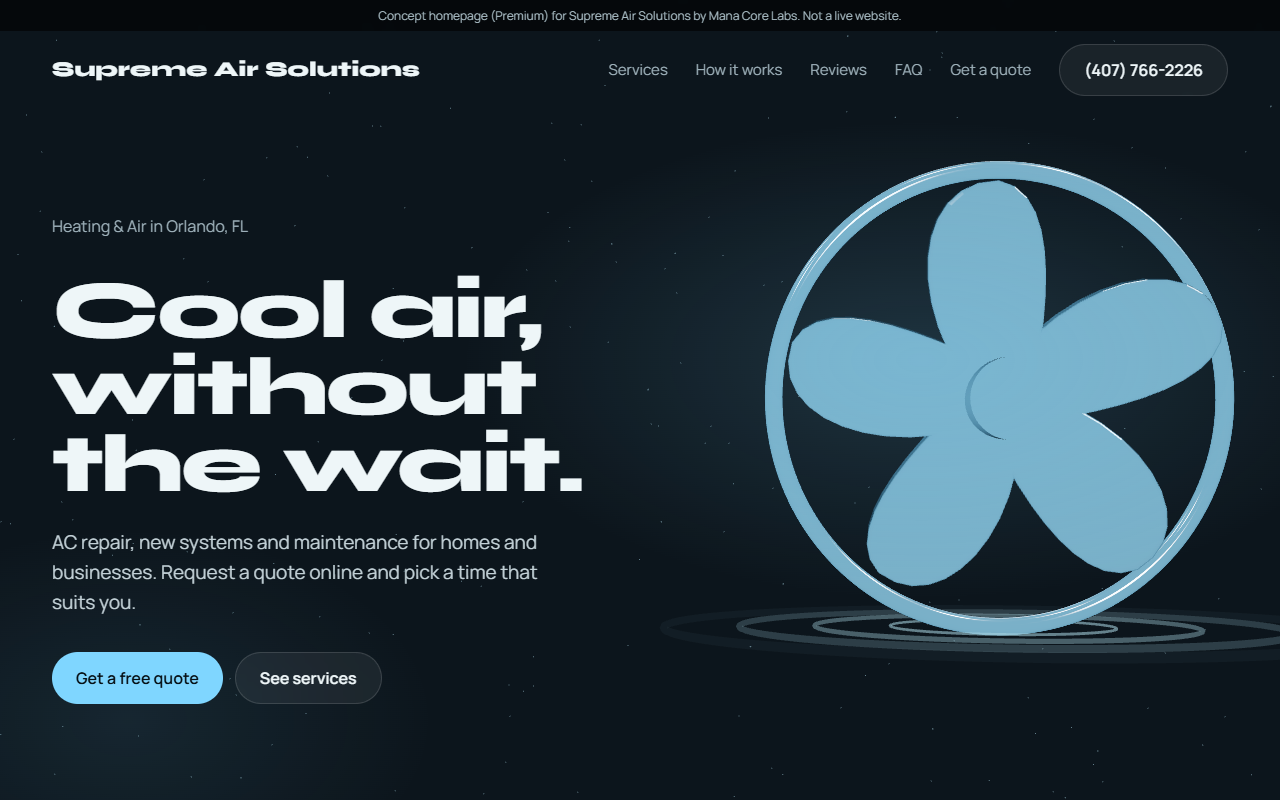 Concept homepage (Premium) for Supreme Air Solutions by Mana Core Labs. Not a live website.
Supreme Air Solutions
Services
How it works
Reviews
FAQ
Get a quote
(407) 766-2226
Heating & Air in Orlando, FL
Cool air,
without
the wait.
AC repair, new systems and maintenance for homes and
businesses. Request a quote online and pick a time that
suits you.
Get a free quote
See services